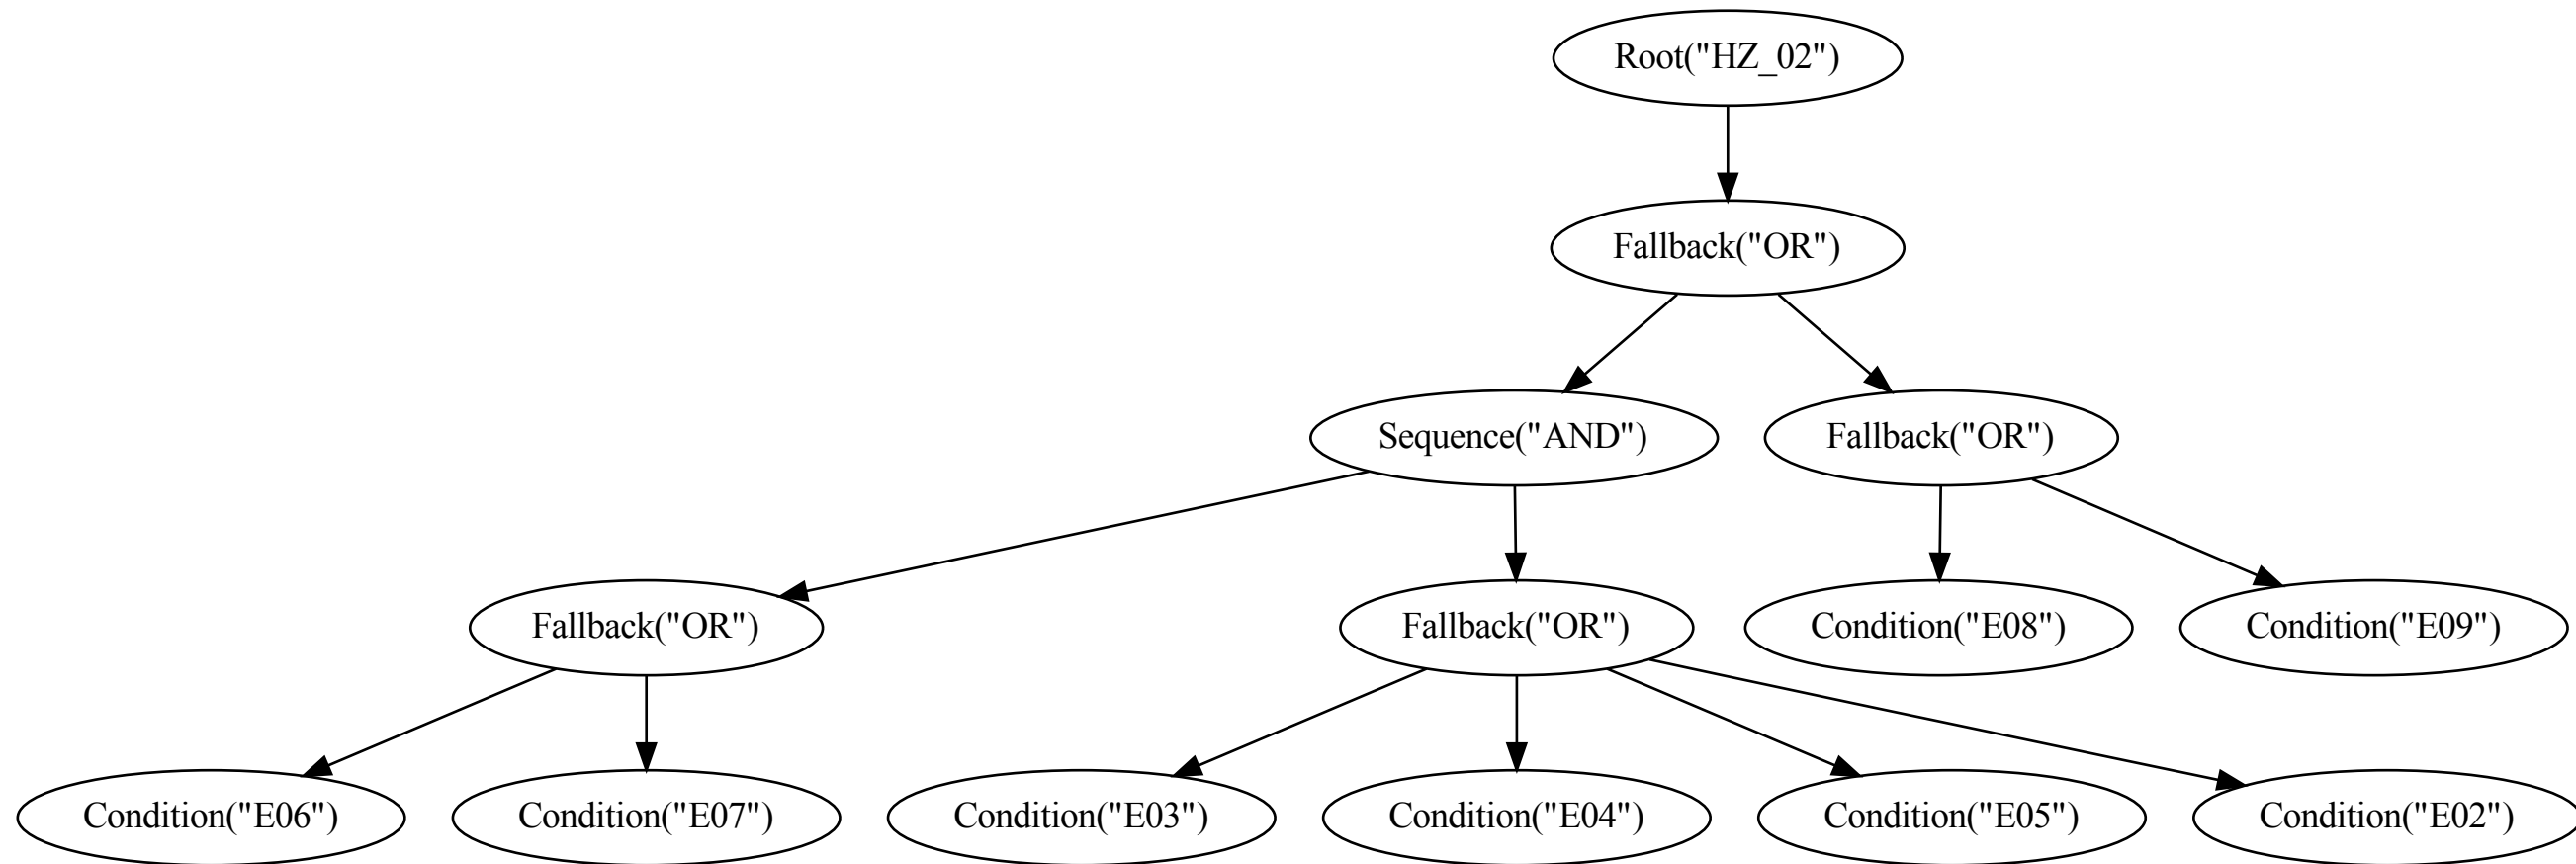 Root("HZ_02")
Fallback("OR")
Sequence("AND")
Fallback("OR")
Fallback("OR")
Fallback("OR")
Condition("E08")
Condition("E09")
Condition("E06")
Condition("E07")
Condition("E03")
Condition("E04")
Condition("E05")
Condition("E02")